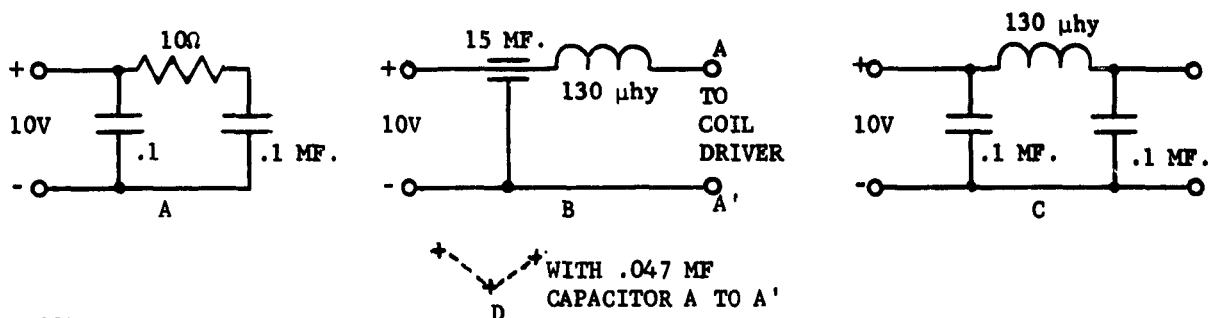 10Ω
+
10V
.1
.1 MF.
-
A
15 MF.
+
130 μhy
A
10V
TO
COIL
DRIVER
-
A'
B
130 μhy
+
10V
.1 MF.
.1 MF.
-
C
WITH .047 MF
CAPACITOR A TO A'
D